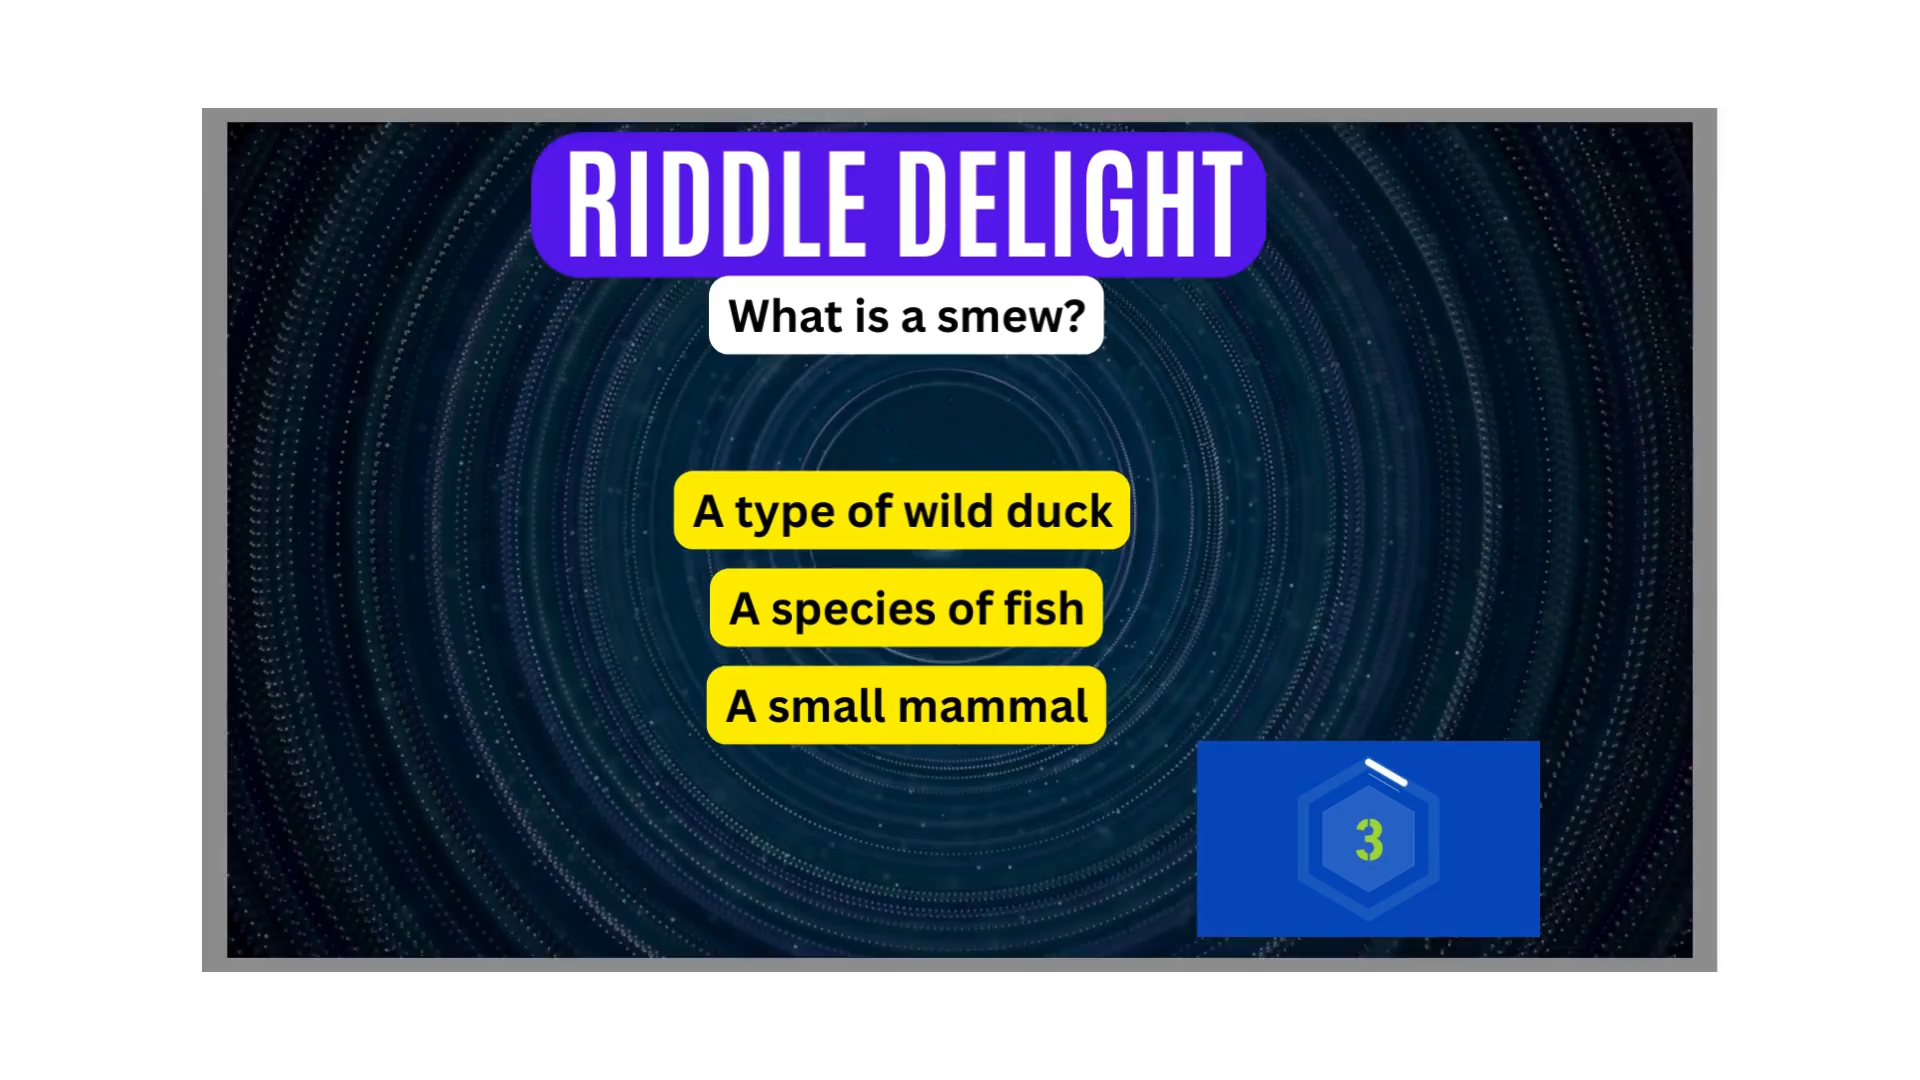 RIDDLE DELIGHT
What is a smew?
A type of wild duck
A species of fish
A small mammal
3